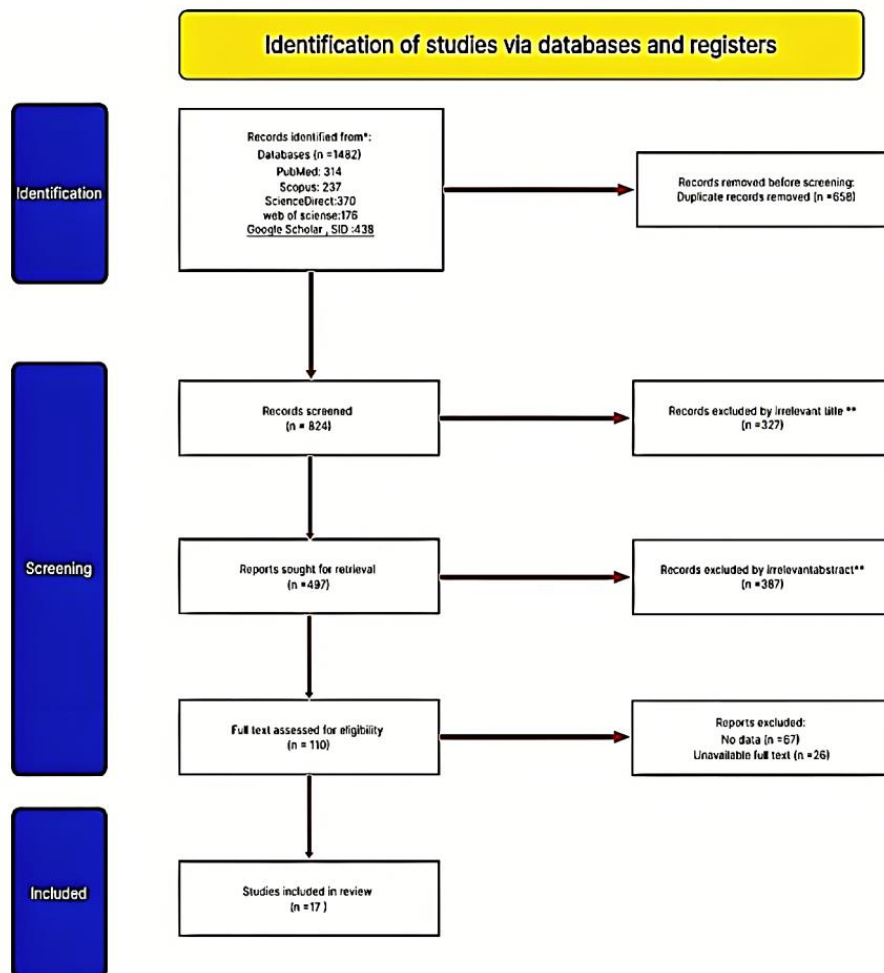 Identification of studies via databases and registers
Identification
Records identified from*:
Databases (n =1482)
PubMed: 314
Scopus: 237
ScienceDirect:370
web of sciense:176
Google Scholar , SID :438
Records removed before screening:
Duplicate records removed (n =658)
Screening
Records screened
(n = 824)
Records excluded by irrelevant title **
(n =327)
Reports sought for retrieval
(n =497)
Records excluded by irrelevantabstract**
(n =387)
Full text assessed for eligibility
(n = 110)
Reports excluded:
No data (n =67)
Unavailable full text (n =26)
Included
Studies included in review
(n =17 )